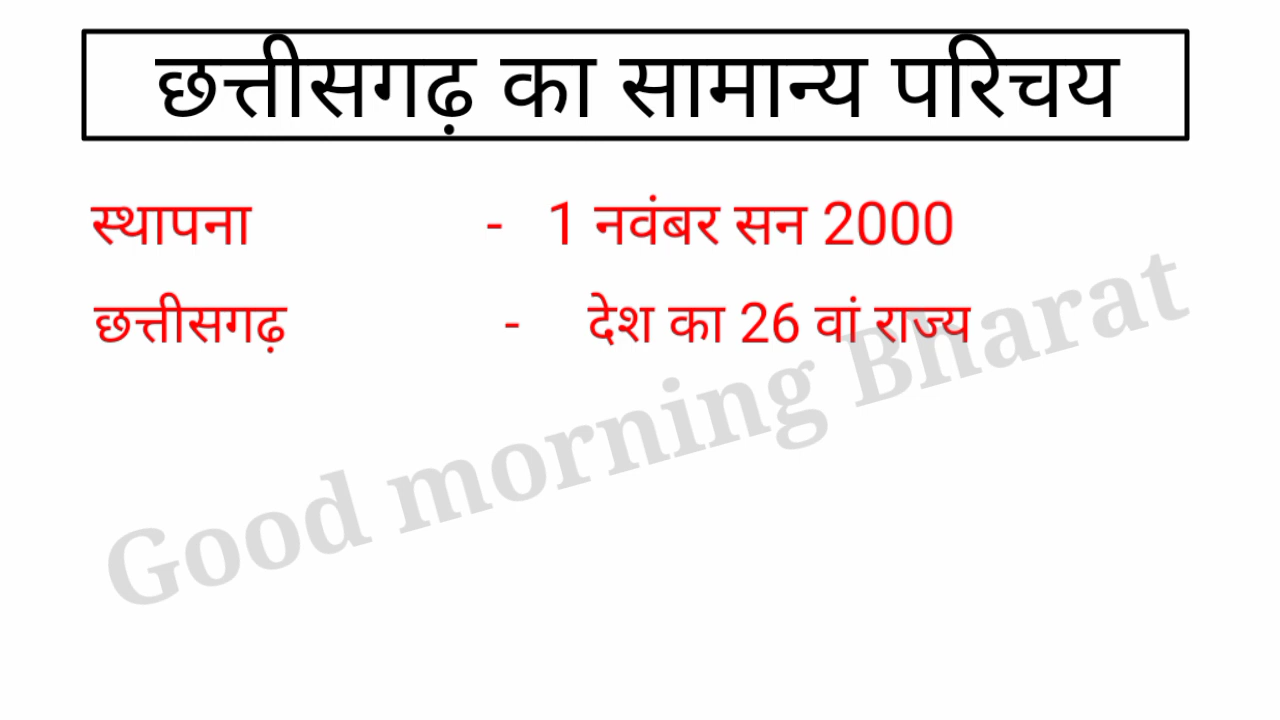 छत्तीसगढ़ का सामान्य परिचय
स्थापना - 1 नवंबर सन 2000
छत्तीसगढ़ - देश का 26 वां राज्य
Good morning Bharat